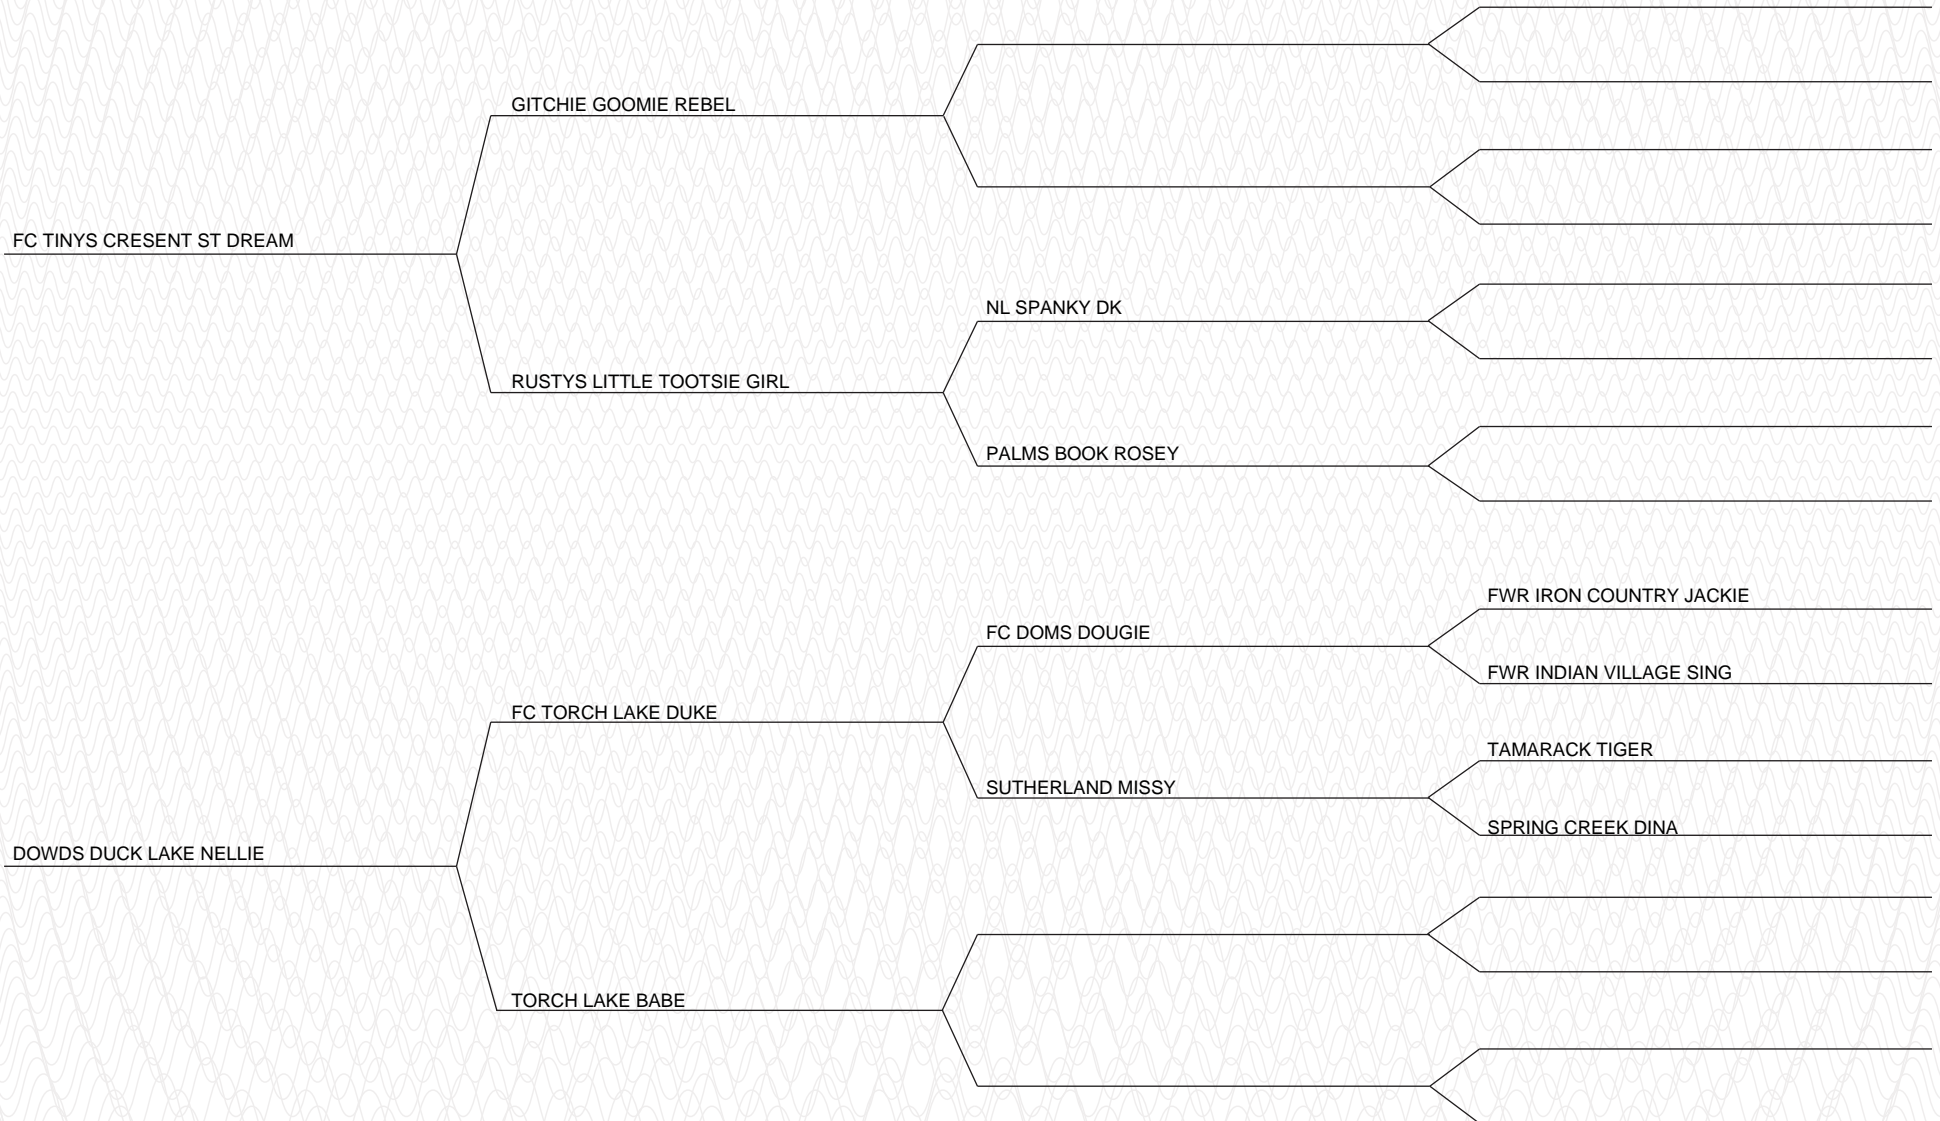 GITCHIE GOOMIE REBEL
FC TINYS CRESENT ST DREAM
NL SPANKY DK
RUSTYS LITTLE TOOTSIE GIRL
PALMS BOOK ROSEY
FWR IRON COUNTRY JACKIE
FC DOMS DOUGIE
FWR INDIAN VILLAGE SING
FC TORCH LAKE DUKE
TAMARACK TIGER
SUTHERLAND MISSY
SPRING CREEK DINA
DOWDS DUCK LAKE NELLIE
TORCH LAKE BABE